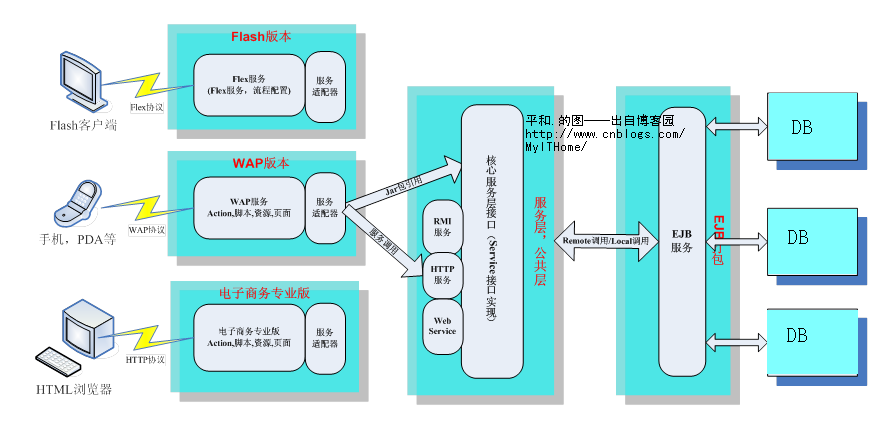 Flash版本
Flex服务
(Flex服务，流程配置)
服务
适配器
Flex协议
Flash客户端
WAP版本
WAP服务
Action,脚本,资源,页面
服务
适配器
WAP协议
手机，PDA等
电子商务专业版
电子商务专业版
Action,脚本,资源,页面
服务
适配器
HTTP协议
HTML浏览器
Jar包引用
服务调用
RMI
服务
HTTP
服务
Web
Service
核心服务层接口（Service接口 实现）
服务层，公共层
平和.的图——出自博客园
http://www.cnblogs.com/
MyITHome/
Remote调用/Local调用
EJB
服务
EJB打包
DB
DB
DB